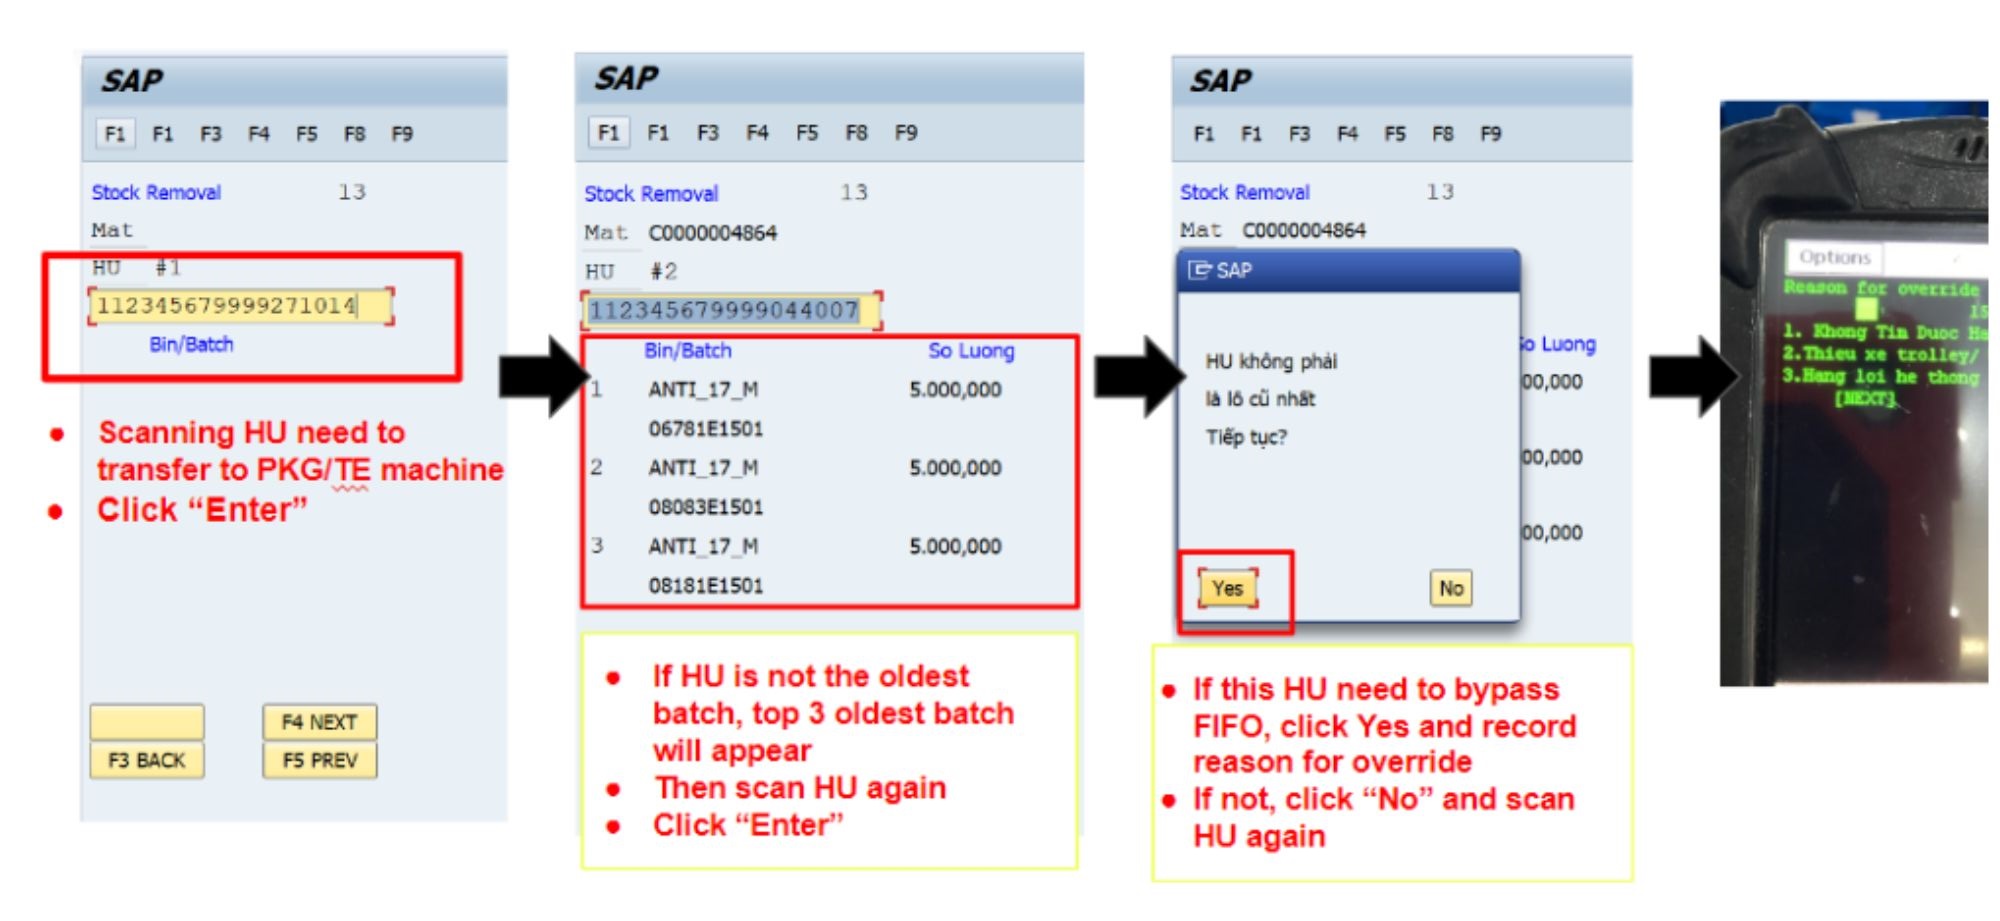 SAP
F1 F1 F3 F4 F5 F8 F9
Stock Removal 13
Mat
HU #1
112345679999271014
Bin/Batch
● Scanning HU need to
transfer to PKG/TE machine
● Click “Enter”
F4 NEXT
F3 BACK F5 PREV
SAP
F1 F1 F3 F4 F5 F8 F9
Stock Removal 13
Mat C0000004864
HU #2
112345679999044007
Bin/Batch So Luong
1 ANTI_17_M 5.000,000
06781E1501
2 ANTI_17_M 5.000,000
08083E1501
3 ANTI_17_M 5.000,000
08181E1501
● If HU is not the oldest
batch, top 3 oldest batch
will appear
● Then scan HU again
● Click “Enter”
SAP
F1 F1 F3 F4 F5 F8 F9
Stock Removal 13
Mat C0000004864
SAP
HU không phải
là lô cũ nhất
Tiếp tục?
Yes No
So Luong
00,000
00,000
00,000
● If this HU need to bypass
FIFO, click Yes and record
reason for override
● If not, click “No” and scan
HU again
Options
Reason for override
15
1. Khong Tim Duoc Ha
2.Thieu xe trolley/
3.Hang loi he thong
[NEXT]